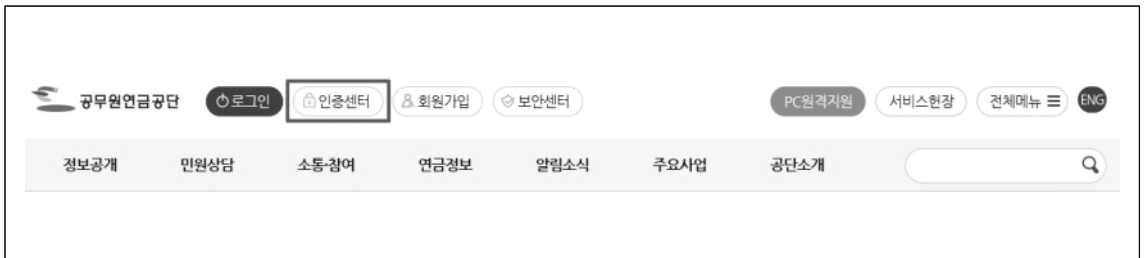 공무원연금공단 로그인 인증센터 회원가입 보안센터 PC원격지원 서비스헌장 전체메뉴 ENG
정보공개 민원상담 소통·참여 연금정보 알림소식 주요사업 공단소개